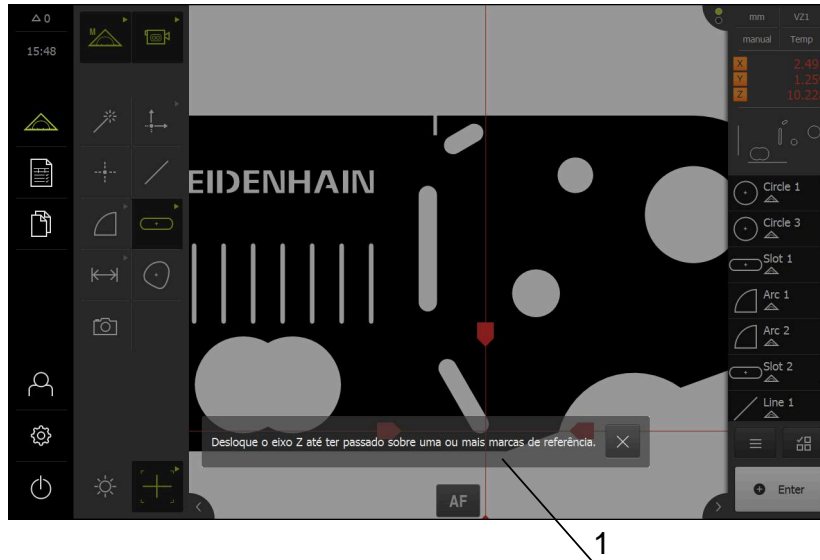 0
15:48
M
EIDENHAIN
mm
VZ1
manual
Temp
X 2.49
Y 1.25
Z 10.22
Circle 1
Circle 3
Slot 1
Arc 1
Arc 2
Slot 2
Line 1
Desloque o eixo Z até ter passado sobre uma ou mais marcas de referência.
AF
Enter
1